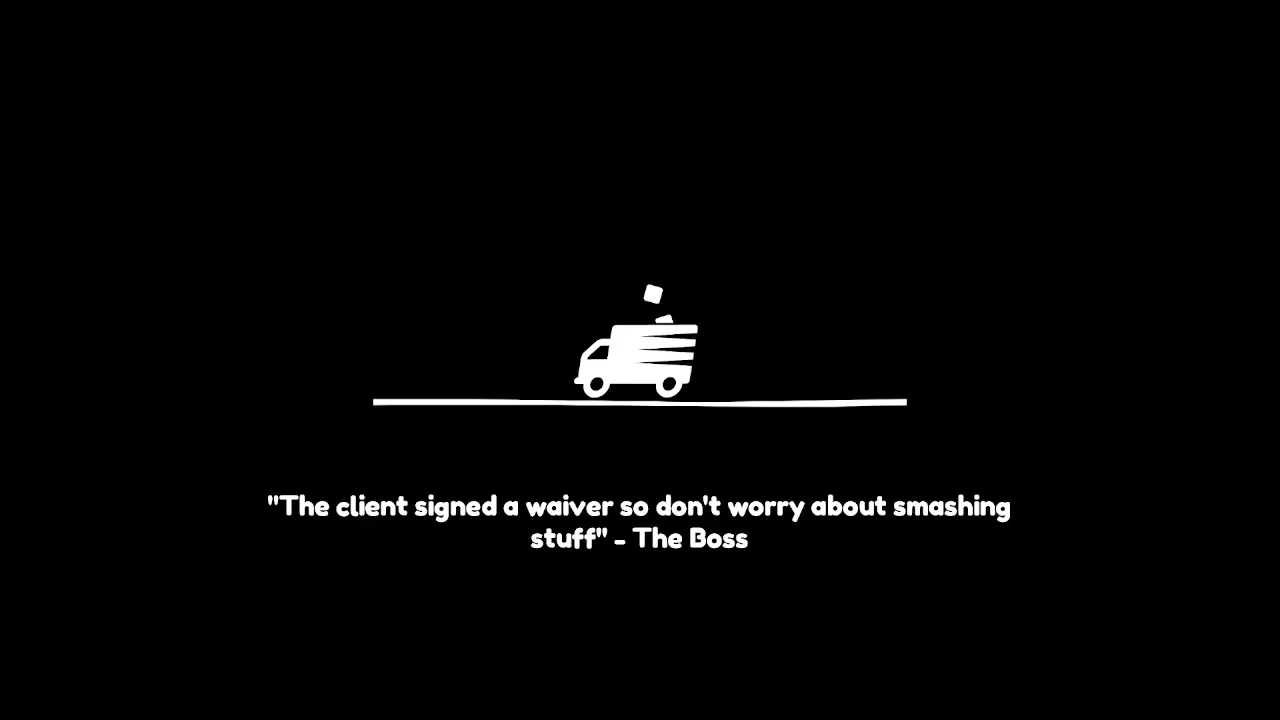 "The client signed a waiver so don't worry about smashing
stuff" - The Boss